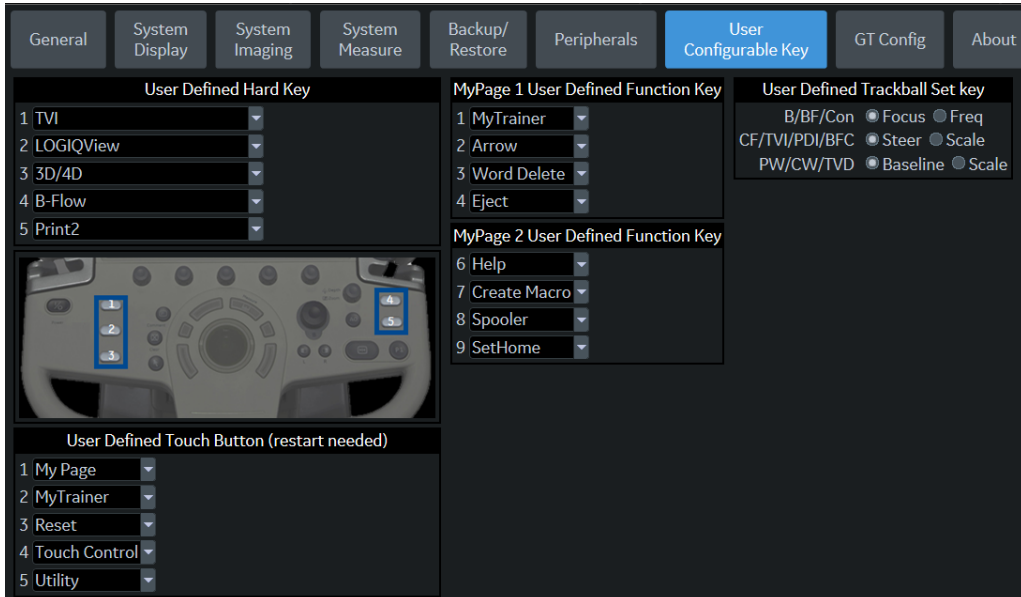 General
System
Display
System
Imaging
System
Measure
Backup/
Restore
Peripherals
User
Configurable Key
GT Config
About
User Defined Hard Key
1 TVI
2 LOGIQView
3 3D/4D
4 B-Flow
5 Print2
1
2
3
4
5
User Defined Touch Button (restart needed)
1 My Page
2 MyTrainer
3 Reset
4 Touch Control
5 Utility
MyPage 1 User Defined Function Key
1 MyTrainer
2 Arrow
3 Word Delete
4 Eject
MyPage 2 User Defined Function Key
6 Help
7 Create Macro
8 Spooler
9 SetHome
User Defined Trackball Set key
B/BF/Con Focus Freq
CF/TVI/PDI/BFC Steer Scale
PW/CW/TVD Baseline Scale